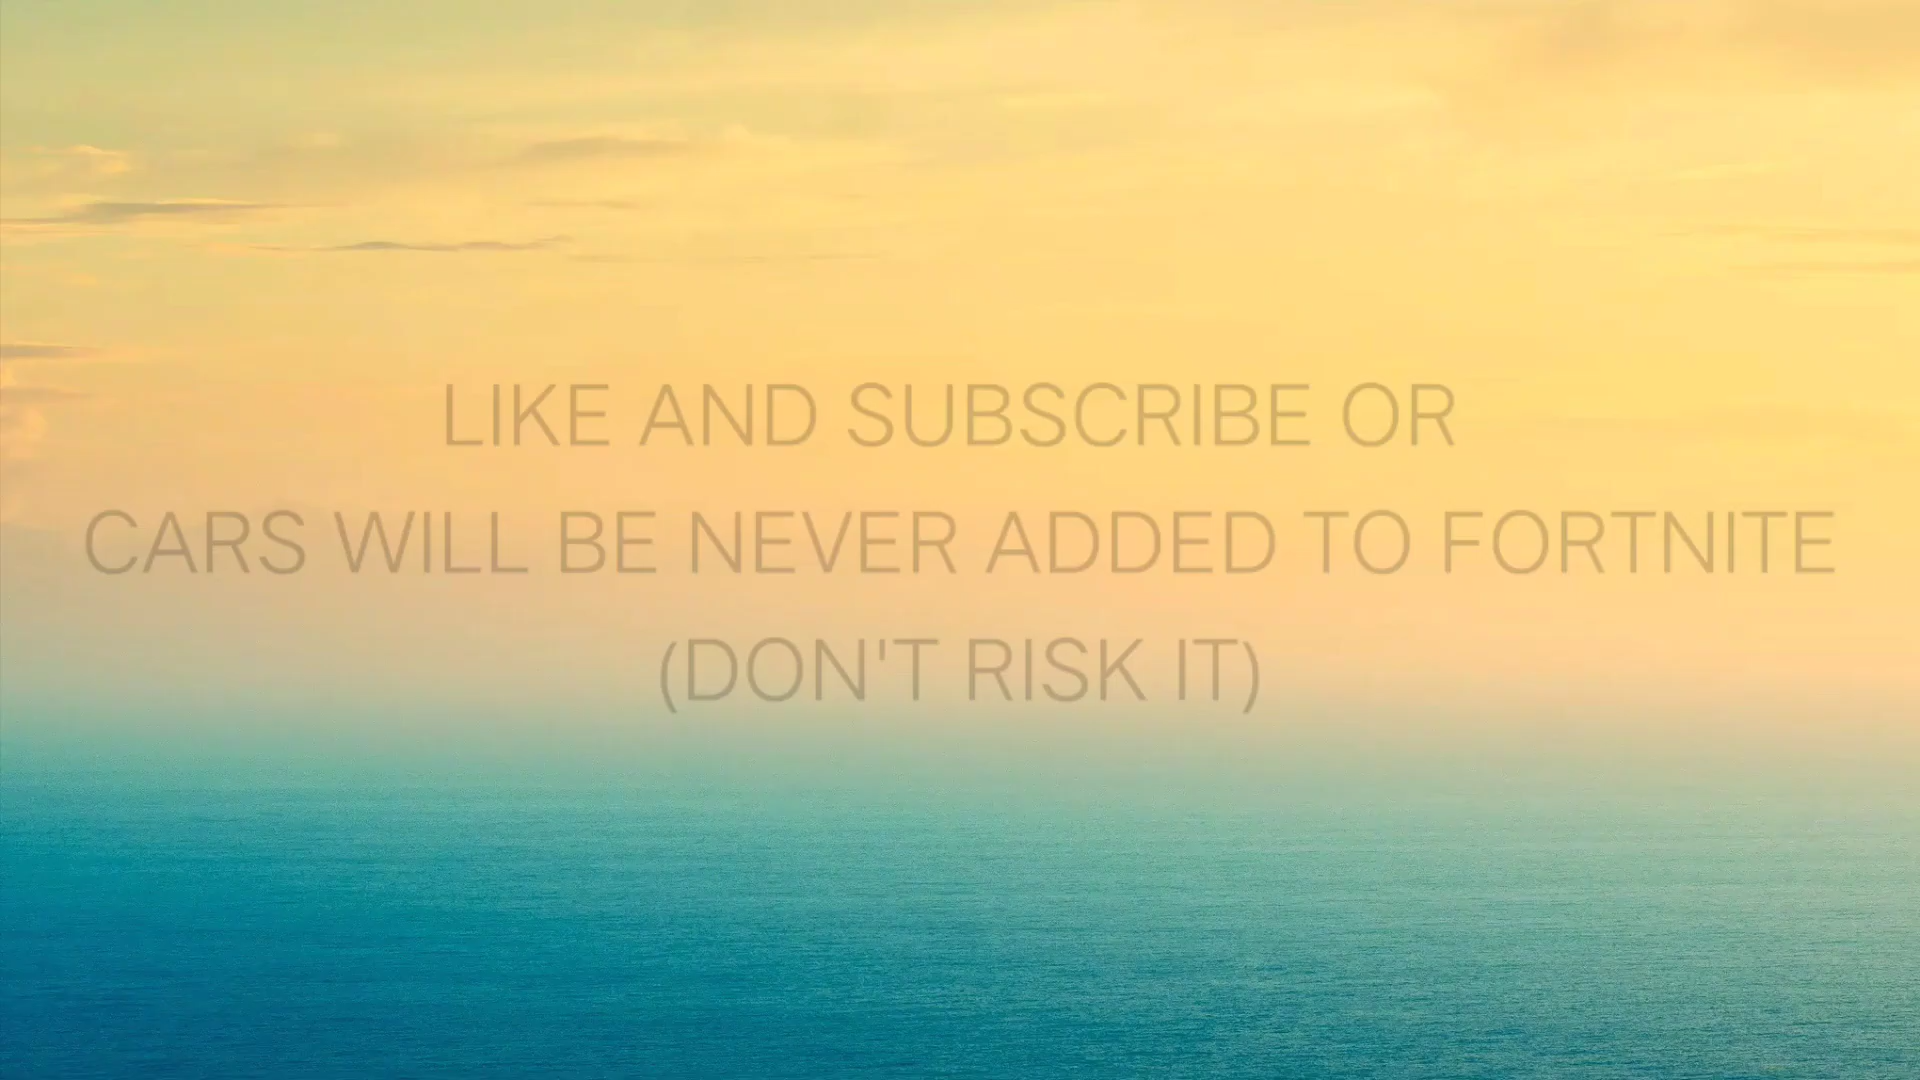 LIKE AND SUBSCRIBE OR
CARS WILL BE NEVER ADDED TO FORTNITE
(DON'T RISK IT)